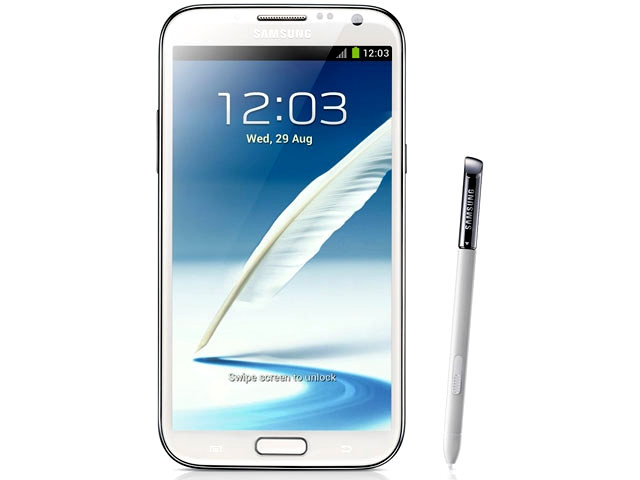 SAMSUNG
12:03
12:03
Wed, 29 Aug
Swipe screen to unlock
SAMSUNG